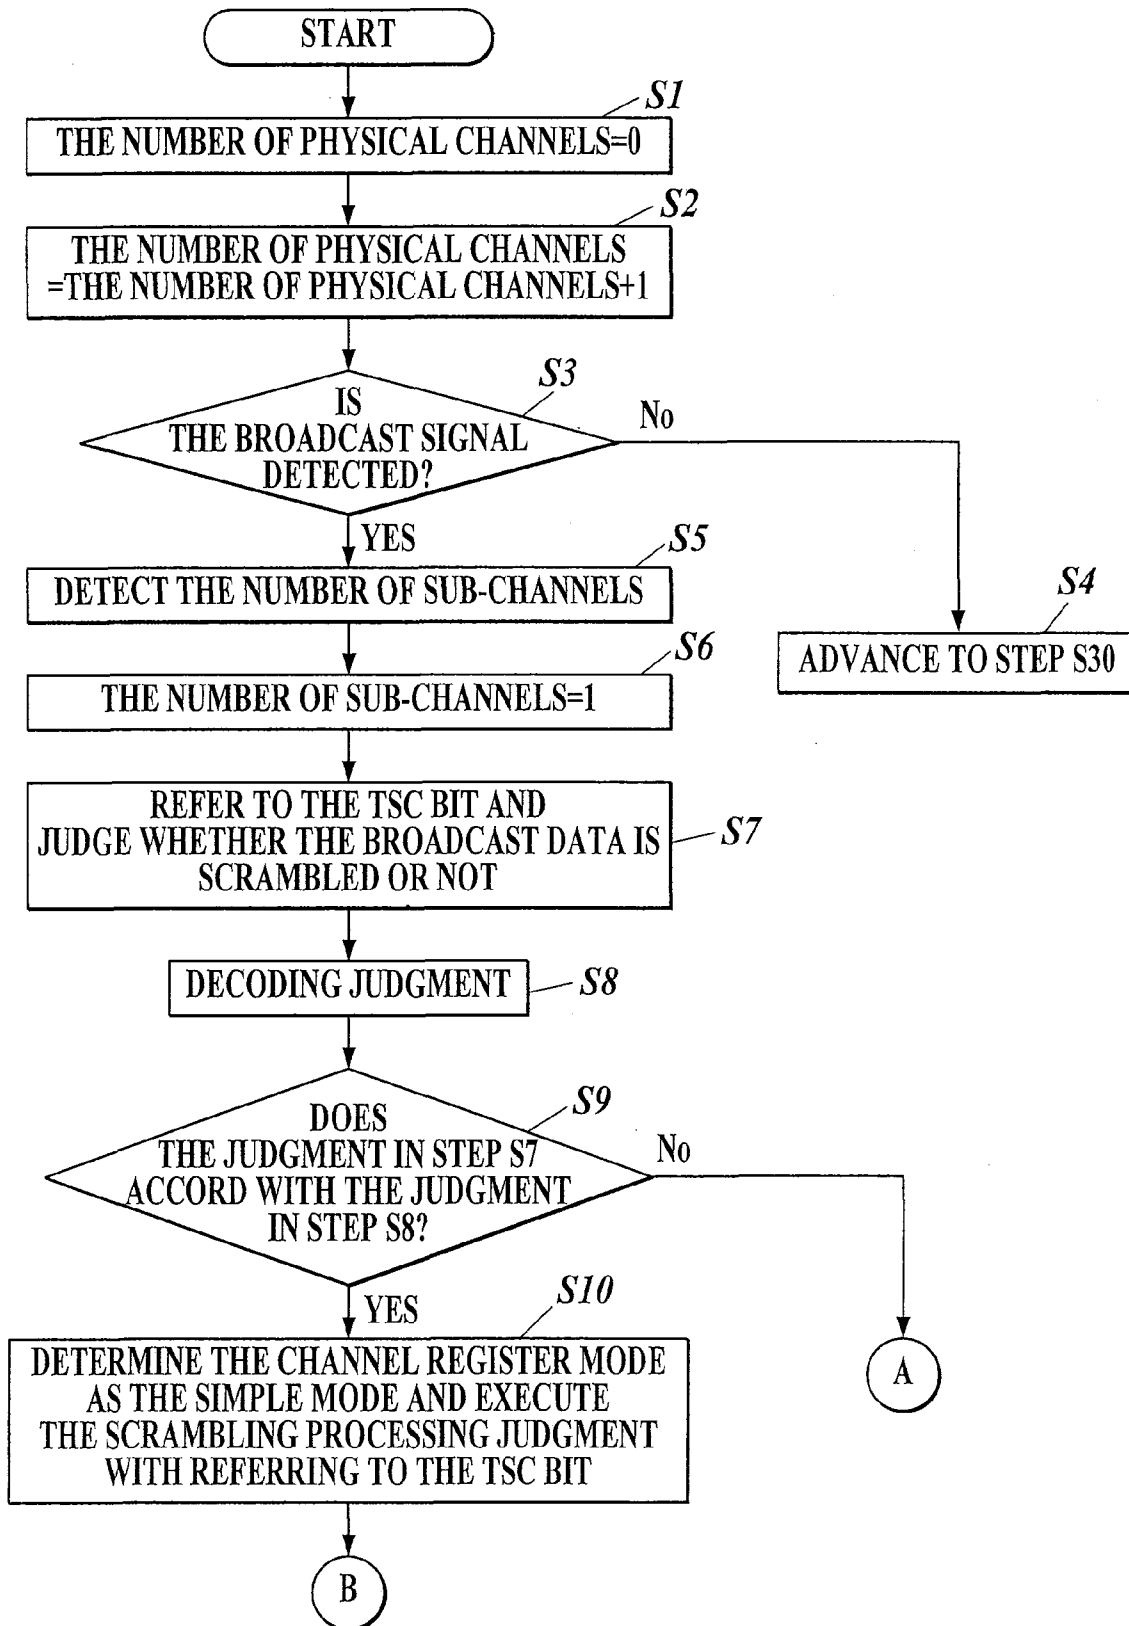 START
S1
THE NUMBER OF PHYSICAL CHANNELS=0
S2
THE NUMBER OF PHYSICAL CHANNELS
=THE NUMBER OF PHYSICAL CHANNELS+1
S3
IS
THE BROADCAST SIGNAL
DETECTED?
No
YES
S5
DETECT THE NUMBER OF SUB-CHANNELS
S4
ADVANCE TO STEP S30
S6
THE NUMBER OF SUB-CHANNELS=1
REFER TO THE TSC BIT AND
JUDGE WHETHER THE BROADCAST DATA IS
SCRAMBLED OR NOT
S7
DECODING JUDGMENT
S8
S9
DOES
THE JUDGMENT IN STEP S7
ACCORD WITH THE JUDGMENT
IN STEP S8?
No
YES
S10
DETERMINE THE CHANNEL REGISTER MODE
AS THE SIMPLE MODE AND EXECUTE
THE SCRAMBLING PROCESSING JUDGMENT
WITH REFERRING TO THE TSC BIT
A
B